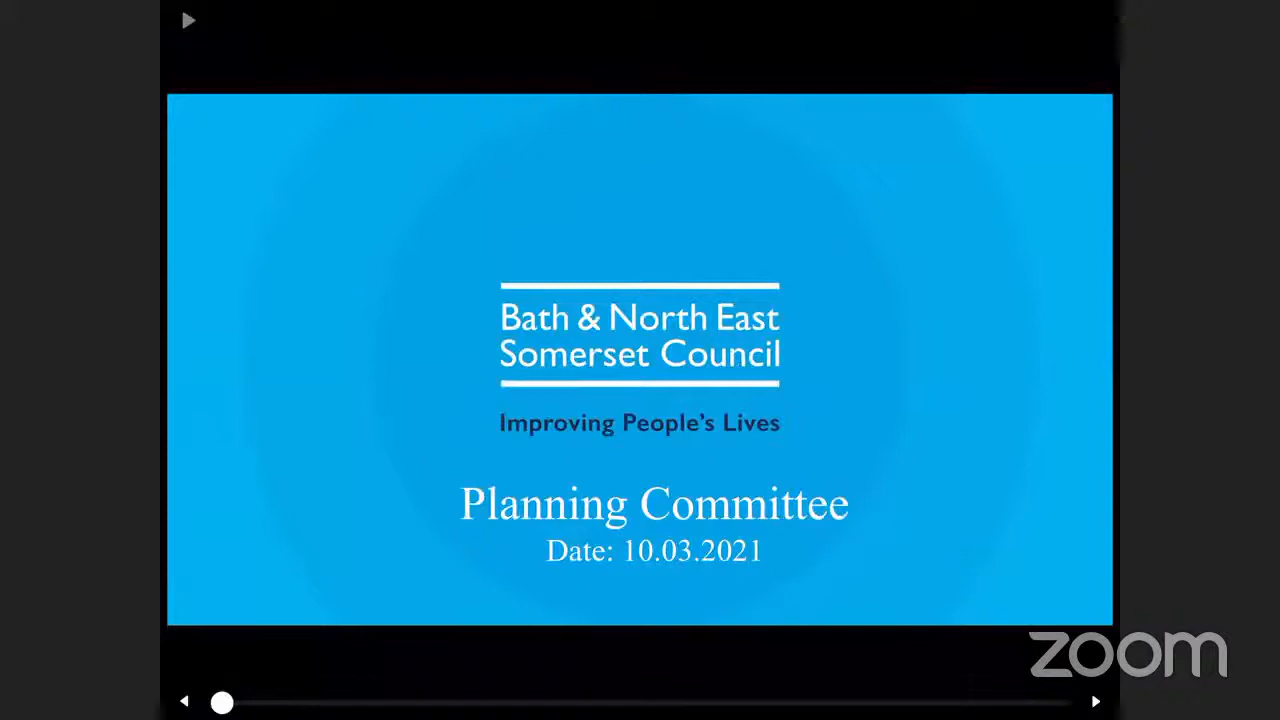 Bath & North East
Somerset Council
Improving People's Lives
Planning Committee
Date: 10.03.2021
zoom